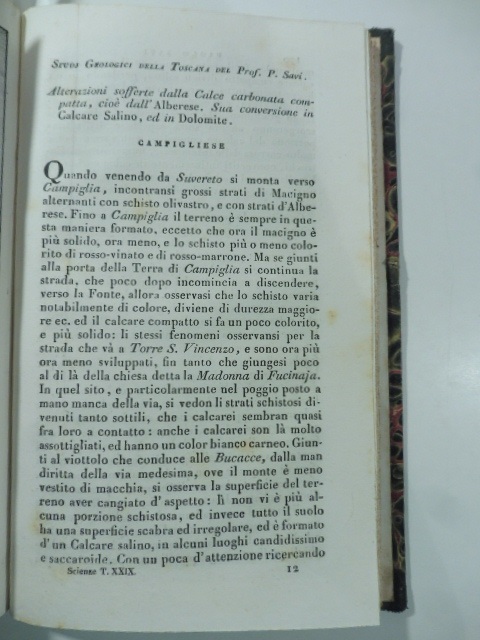 Studi Geologici della Toscana del Prof. P. Savi.
Alterazioni sofferte dalla Calce carbonata com-
patta, cioè dall'Alberese. Sua conversione in
Calcare Salino, ed in Dolomite.
CAMPIGLIESE
Quando venendo da Suvereto si monta verso
Campiglia, incontransi grossi strati di Macigno
alternanti con schisto olivastro, e con strati d'Albe-
rese. Fino a Campiglia il terreno è sempre in que-
sta maniera formato, eccetto che ora il macigno è
più solido, ora meno, e lo schisto più o meno colo-
rito di rosso-vinato e di rosso-marrone. Ma se giunti
alla porta della Terra di Campiglia si continua la
strada, che poco dopo incomincia a discendere,
verso la Fonte, allora osservasi che lo schisto varia
notabilmente di colore, diviene di durezza maggio-
re ec. ed il calcare compatto si fa un poco colorito,
e più solido: li stessi fenomeni osservansi per la
strada che và a Torre S. Vincenzo, e sono ora più
ora meno sviluppati, fin tanto che giungesi poco
al di là della chiesa detta la Madonna di Fucinaja.
In quel sito, e particolarmente nel poggio posto a
mano manca della via, si vedon li strati schistosi di-
venuti tanto sottili, che i calcarei sembran quasi
fra loro a contatto: anche i calcarei son là molto
assottigliati, ed hanno un color bianco carneo. Giun-
ti al viottolo che conduce alle Bucacce, dalla man
diritta della via medesima, ove il monte è meno
vestito di macchia, si osserva la superficie del ter-
reno aver cangiato d'aspetto: lì non vi è più al-
cuna porzione schistosa, ed invece tutto il suolo
ha una superficie scabra ed irregolare, ed è formato
d'un Calcare salino, in alcuni luoghi candidissimo
e saccaroide. Con un poca d'attenzione ricercando
Scienze T. XXIX. 12